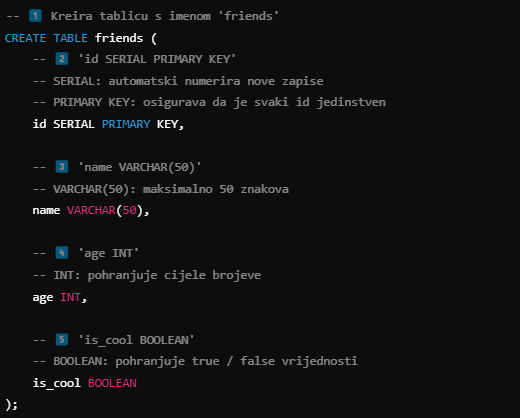 -- 1️⃣ Kreira tablicu s imenom 'friends'
CREATE TABLE friends (
    -- 2️⃣ 'id SERIAL PRIMARY KEY'
    -- SERIAL: automatski numerira nove zapise
    -- PRIMARY KEY: osigurava da je svaki id jedinstven
    id SERIAL PRIMARY KEY,

    -- 3️⃣ 'name VARCHAR(50)'
    -- VARCHAR(50): maksimalno 50 znakova
    name VARCHAR(50),

    -- 4️⃣ 'age INT'
    -- INT: pohranjuje cijele brojeve
    age INT,

    -- 5️⃣ 'is_cool BOOLEAN'
    -- BOOLEAN: pohranjuje true / false vrijednosti
    is_cool BOOLEAN
);